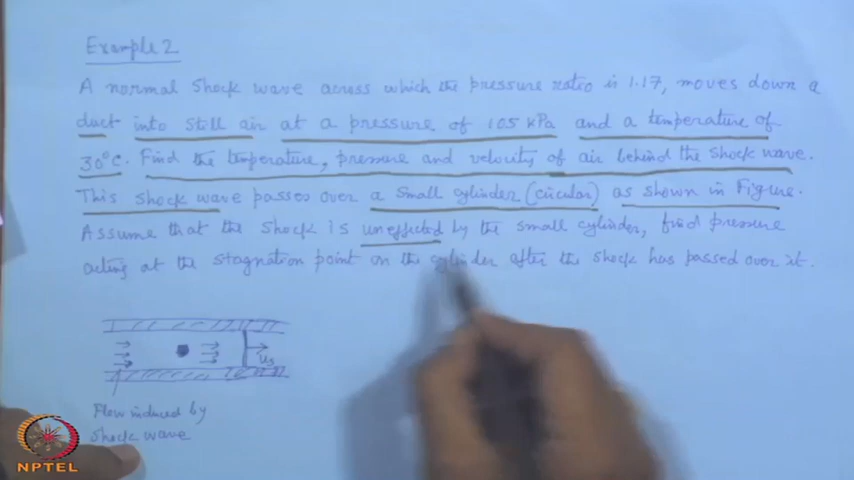 Example 2
A normal shock wave across which the pressure ratio is 1.17, moves down a
duct into still air at a pressure of 105 kPa and a temperature of
30°C. Find the temperature, pressure and velocity of air behind the shock wave.
This shock wave passes over a small cylinder (circular) as shown in Figure.
Assume that the shock is uneffected by the small cylinder, find pressure
acting at the stagnation point on the cylinder after the shock has passed over it.
us
Flow induced by
shock wave
NPTEL